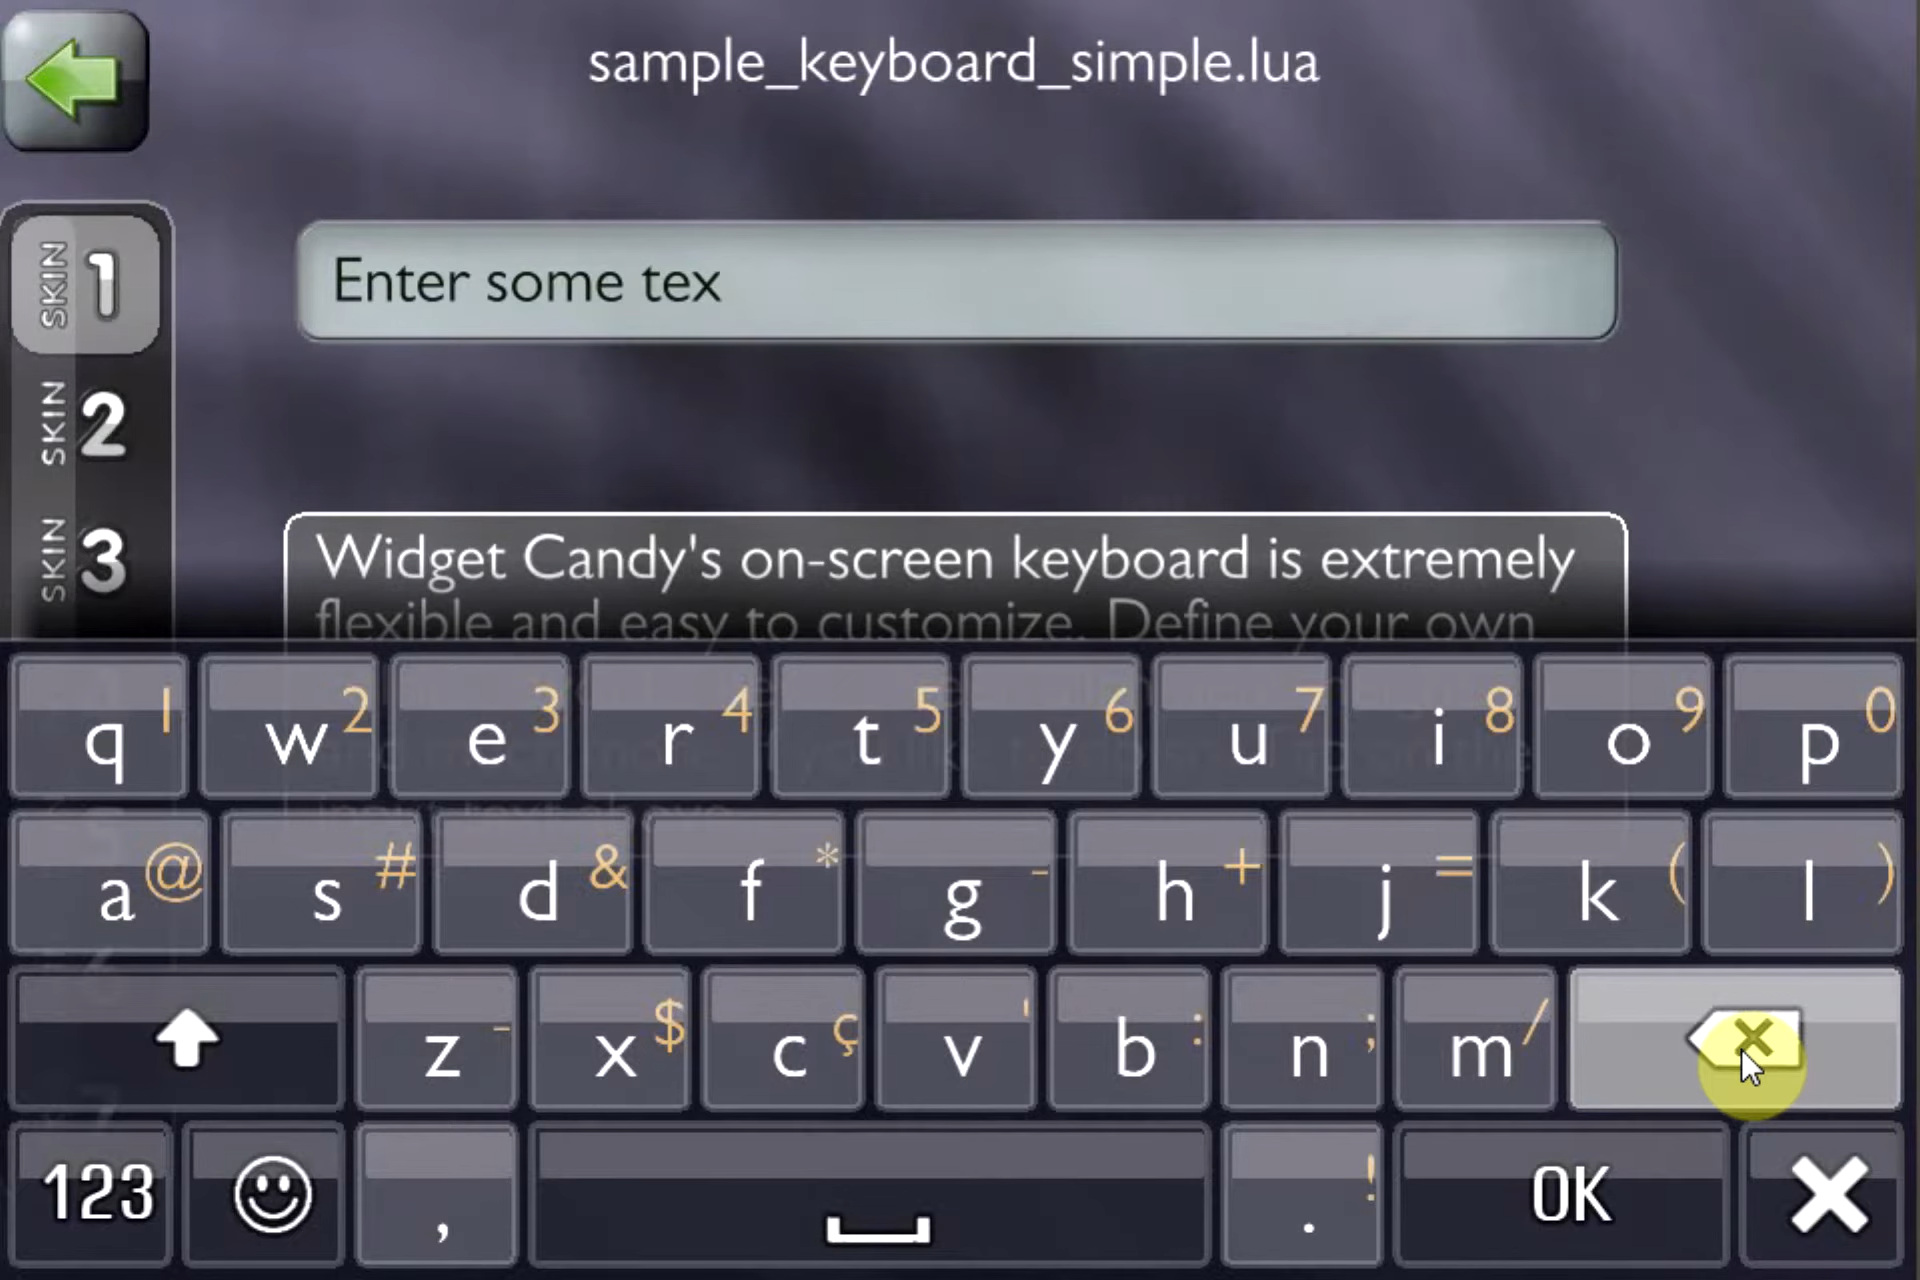 sample_keyboard_simple.lua
SKIN 1
Enter some tex
SKIN 2
SKIN 3
Widget Candy's on-screen keyboard is extremely
flexible and easy to customize. Define your own
q 1 w 2 e 3 r 4 t 5 y 6 u 7 i 8 o 9 p 0
a @ s # d & f * g - h + j = k ( l )
z - x $ c ç v ' b : n ; m /
123 , . ! OK